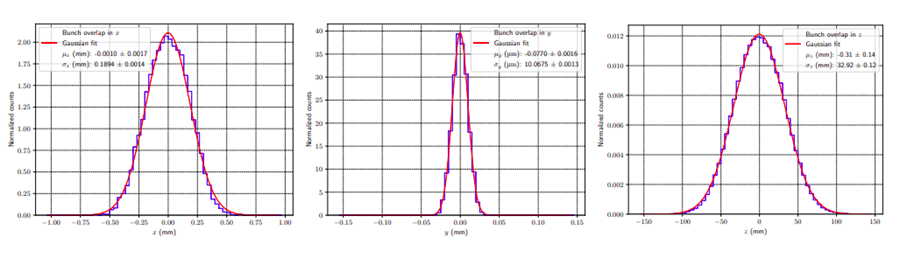 Bunch overlap in x
Gaussian fit
μx (mm): -0.0010 ± 0.0017
σx (mm): 0.1894 ± 0.0014
Normalized counts
2.00
1.75
1.50
1.25
1.00
0.75
0.50
0.25
0.00
−1.00 −0.75 −0.50 −0.25 0.00 0.25 0.50 0.75 1.00
x (mm)
Bunch overlap in y
Gaussian fit
μy (μm): -0.0770 ± 0.0016
σy (μm): 10.0675 ± 0.0013
Normalized counts
40
35
30
25
20
15
10
5
0
−0.15 −0.10 −0.05 0.00 0.05 0.10 0.15
y (mm)
Bunch overlap in z
Gaussian fit
μz (mm): -0.31 ± 0.14
σz (mm): 32.92 ± 0.12
Normalized counts
0.012
0.010
0.008
0.006
0.004
0.002
0.000
−150 −100 −50 0 50 100 150
z (mm)